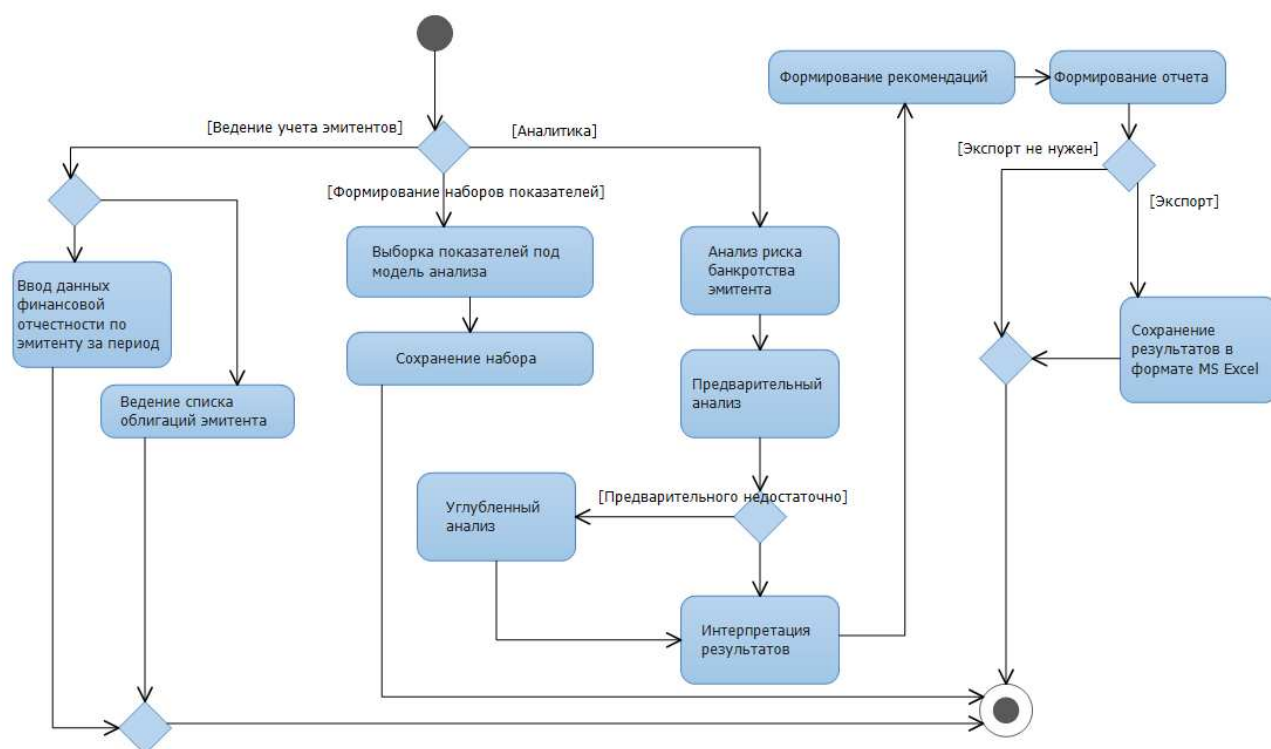 Формирование рекомендаций
Формирование отчета
[Ведение учета эмитентов]
[Аналитика]
[Экспорт не нужен]
[Формирование наборов показателей]
[Экспорт]
Выборка показателей под
модель анализа
Анализ риска
банкротства
эмитента
Ввод данных
финансовой
отчестности по
эмитенту за период
Сохранение набора
Сохранение
результатов в
формате MS Excel
Предварительный
анализ
Ведение списка
облигаций эмитента
[Предварительного недостаточно]
Углубленный
анализ
Интерпретация
результатов